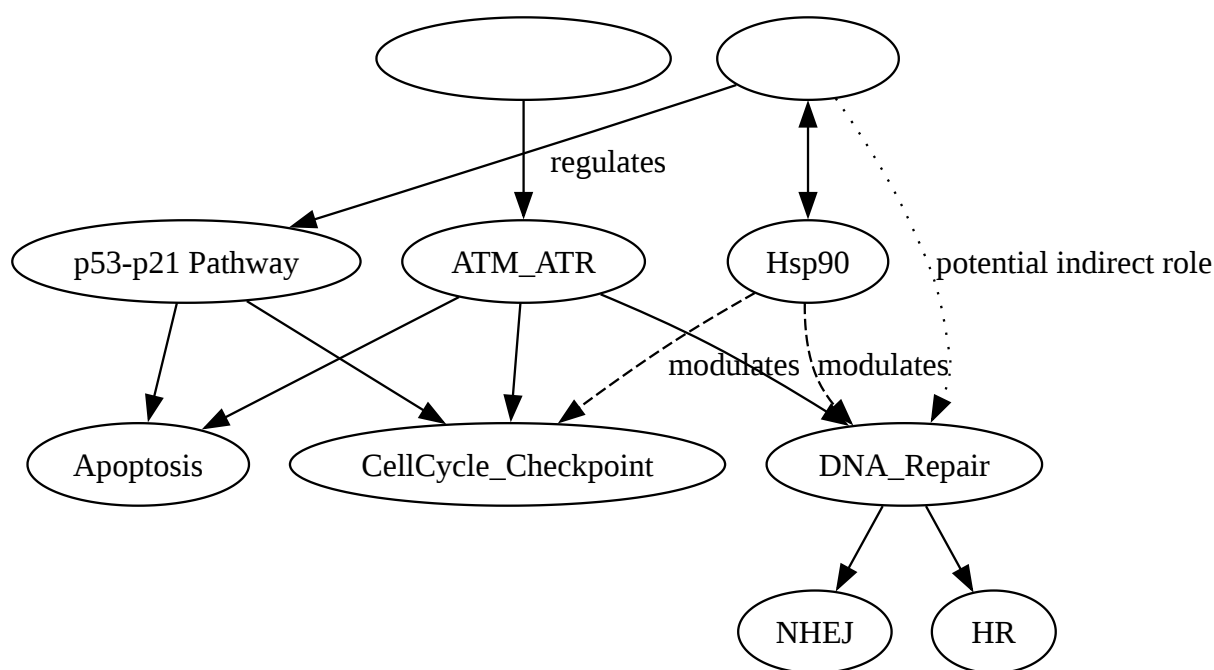 regulates
p53-p21 Pathway
ATM_ATR
Hsp90
potential indirect role
modulates
modulates
Apoptosis
CellCycle_Checkpoint
DNA_Repair
NHEJ
HR